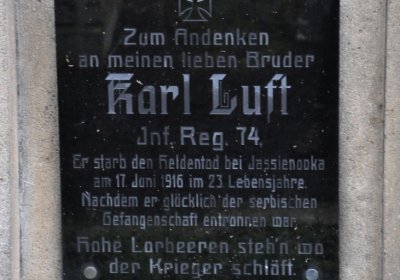 Zum Andenken
an meinen lieben Bruder
Karl Luft
Inf. Reg. 74.
Er starb den Heldentod bei Jassienooka
am 17. Juni 1916 im 23. Lebensjahre.
Nachdem er glücklich der serbischen
Gefangenschaft entronnen war
Hohe Lorbeeren steh'n wo
der Krieger schläft